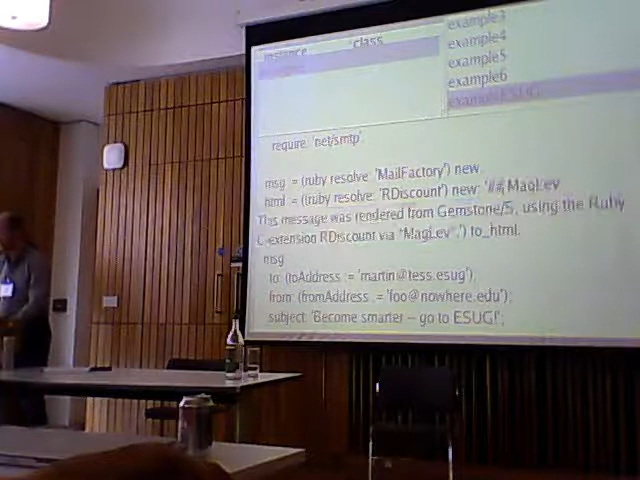 instance class
example3
example4
example5
example6
exampleESUG
require: 'net/smtp'.
msg := (ruby resolve: 'MailFactory') new.
html := (ruby resolve: 'RDiscount') new: '## MagLev
This message was rendered from Gemstone/S, using the Ruby
C-extension RDiscount via *MagLev*.') to_html.
msg
to: (toAddress := 'martin@tess.esug');
from: (fromAddress := 'foo@nowhere.edu');
subject: 'Become smarter -- go to ESUG!';